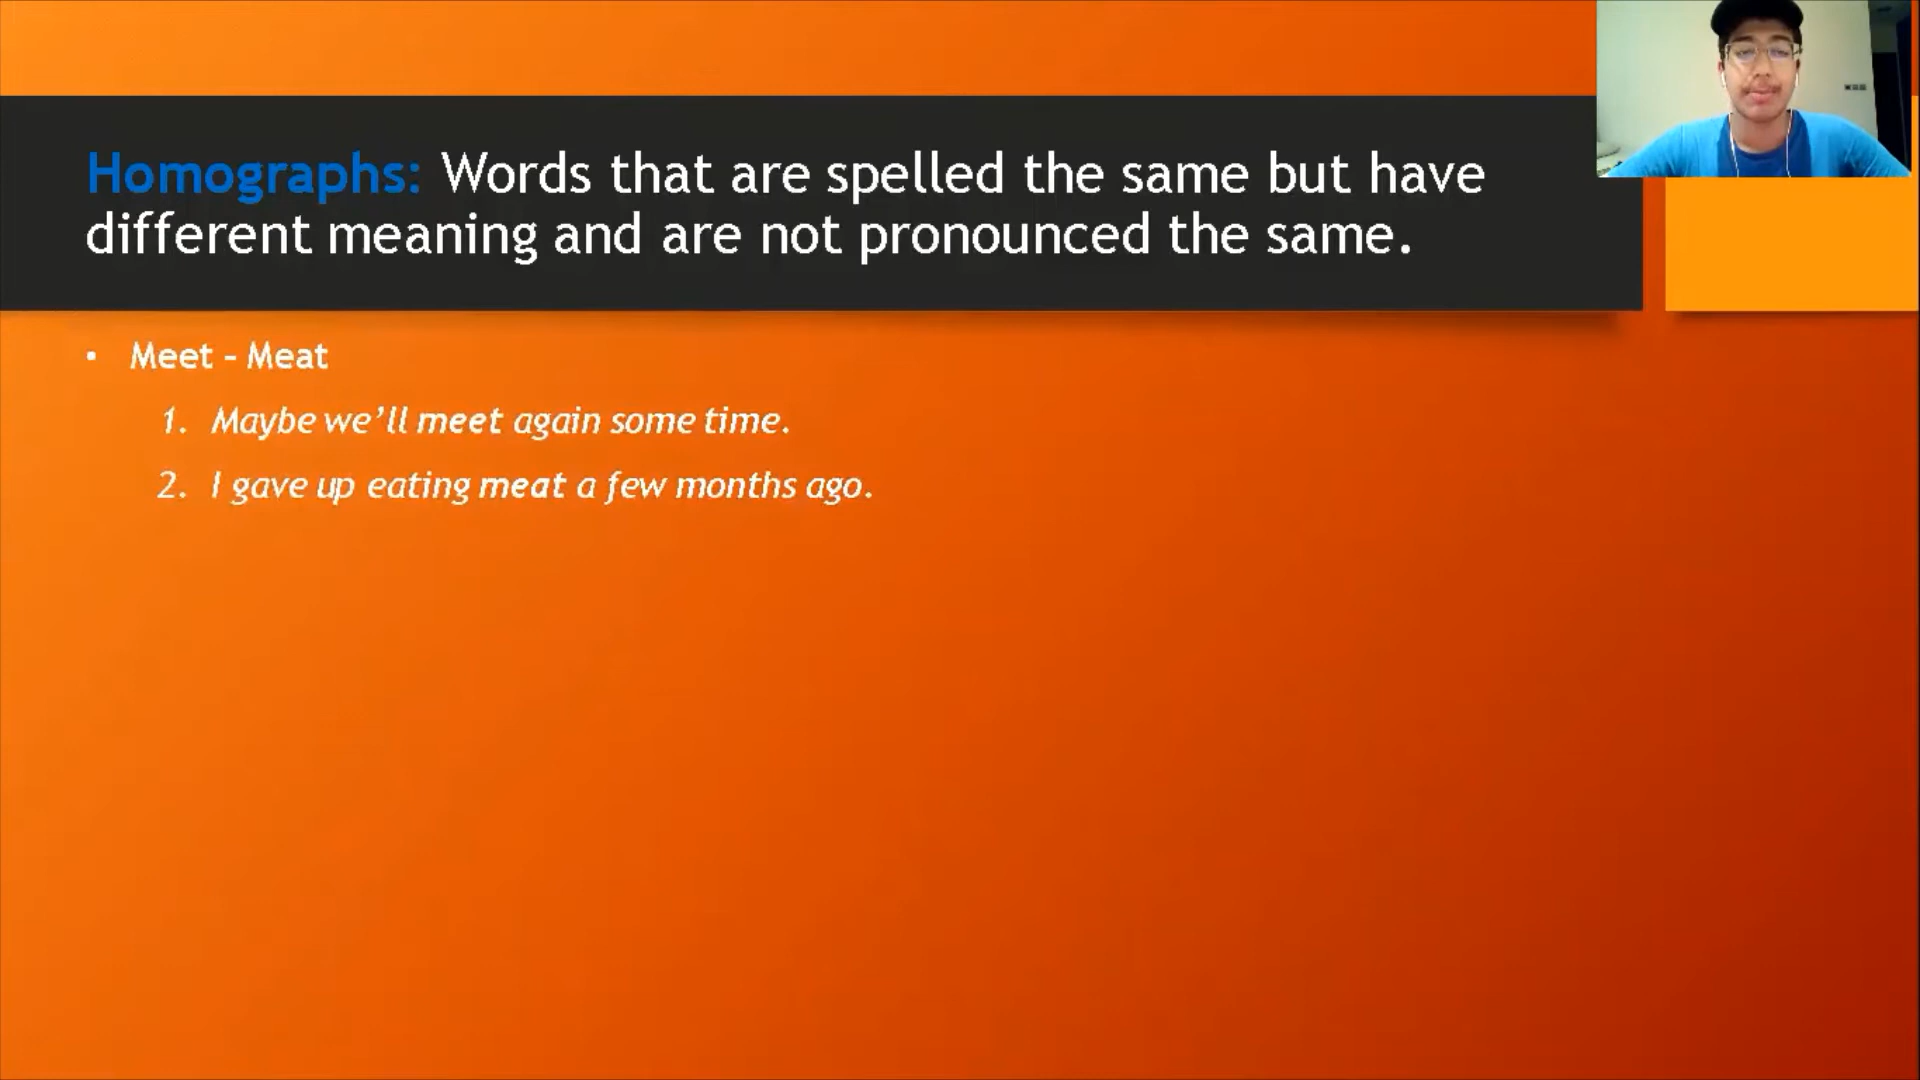 Homographs: Words that are spelled the same but have
different meaning and are not pronounced the same.
• Meet – Meat
1. Maybe we’ll meet again some time.
2. I gave up eating meat a few months ago.